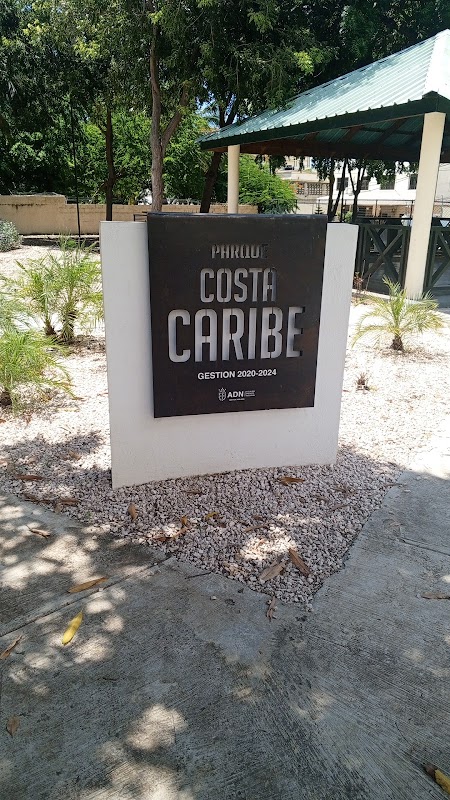 PARQUE
COSTA
CARIBE
GESTION 2020-2024
ADN